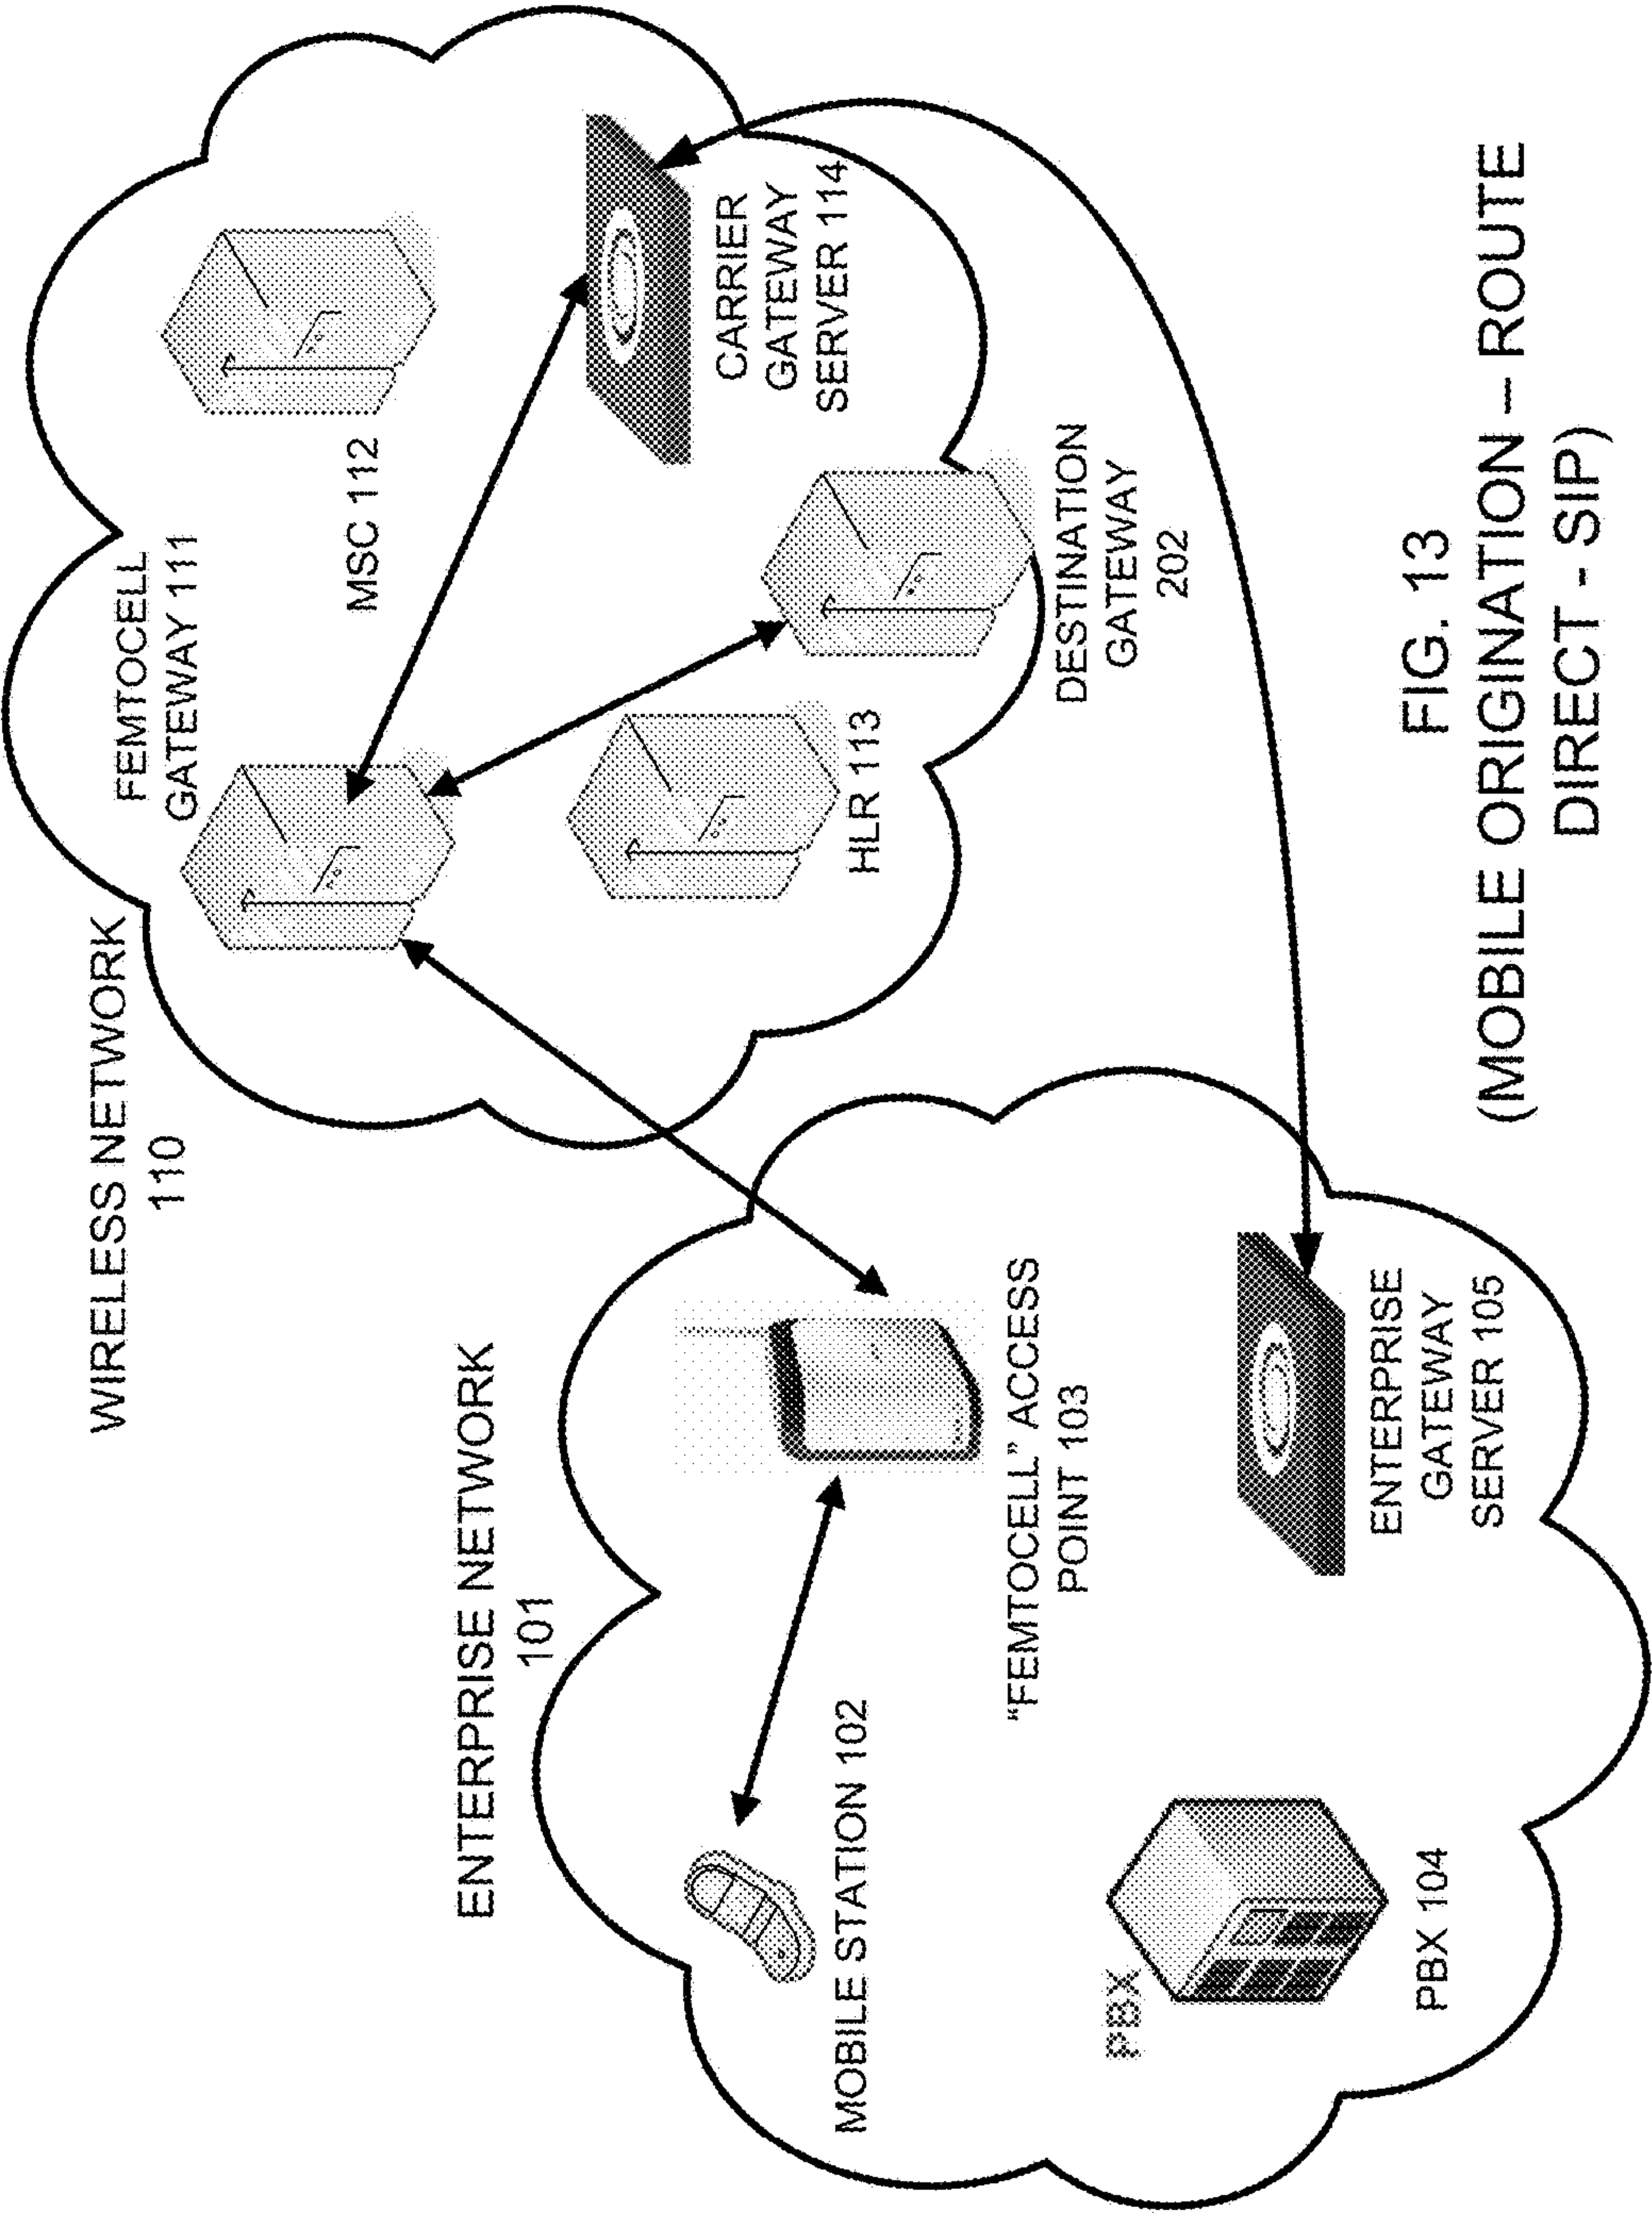 WIRELESS NETWORK
110
FEMTOCELL
GATEWAY 111
MSC 112
CARRIER
GATEWAY
SERVER 114
HLR 113
DESTINATION
GATEWAY
202
ENTERPRISE NETWORK
101
MOBILE STATION 102
"FEMTOCELL" ACCESS
POINT 103
PBX
PBX 104
ENTERPRISE
GATEWAY
SERVER 105
FIG. 13
(MOBILE ORIGINATION – ROUTE
DIRECT - SIP)